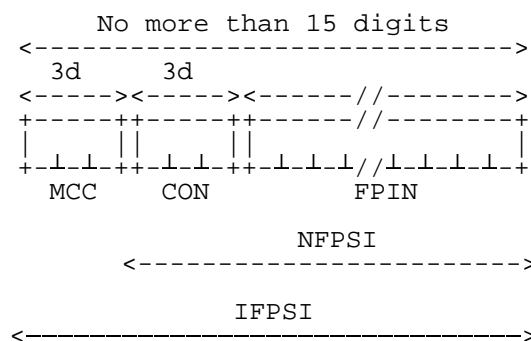 No more than 15 digits
<------------------------------>
3d 3d
<-----><-----><------//-------->
+-----++-----++------//--------+
| || || |
+-┴-┴-++-┴-┴-++-┴-┴-┴//┴-┴-┴-┴-+
MCC CON FPIN
NFPSI
<----------------------->
IFPSI
<------------------------------>